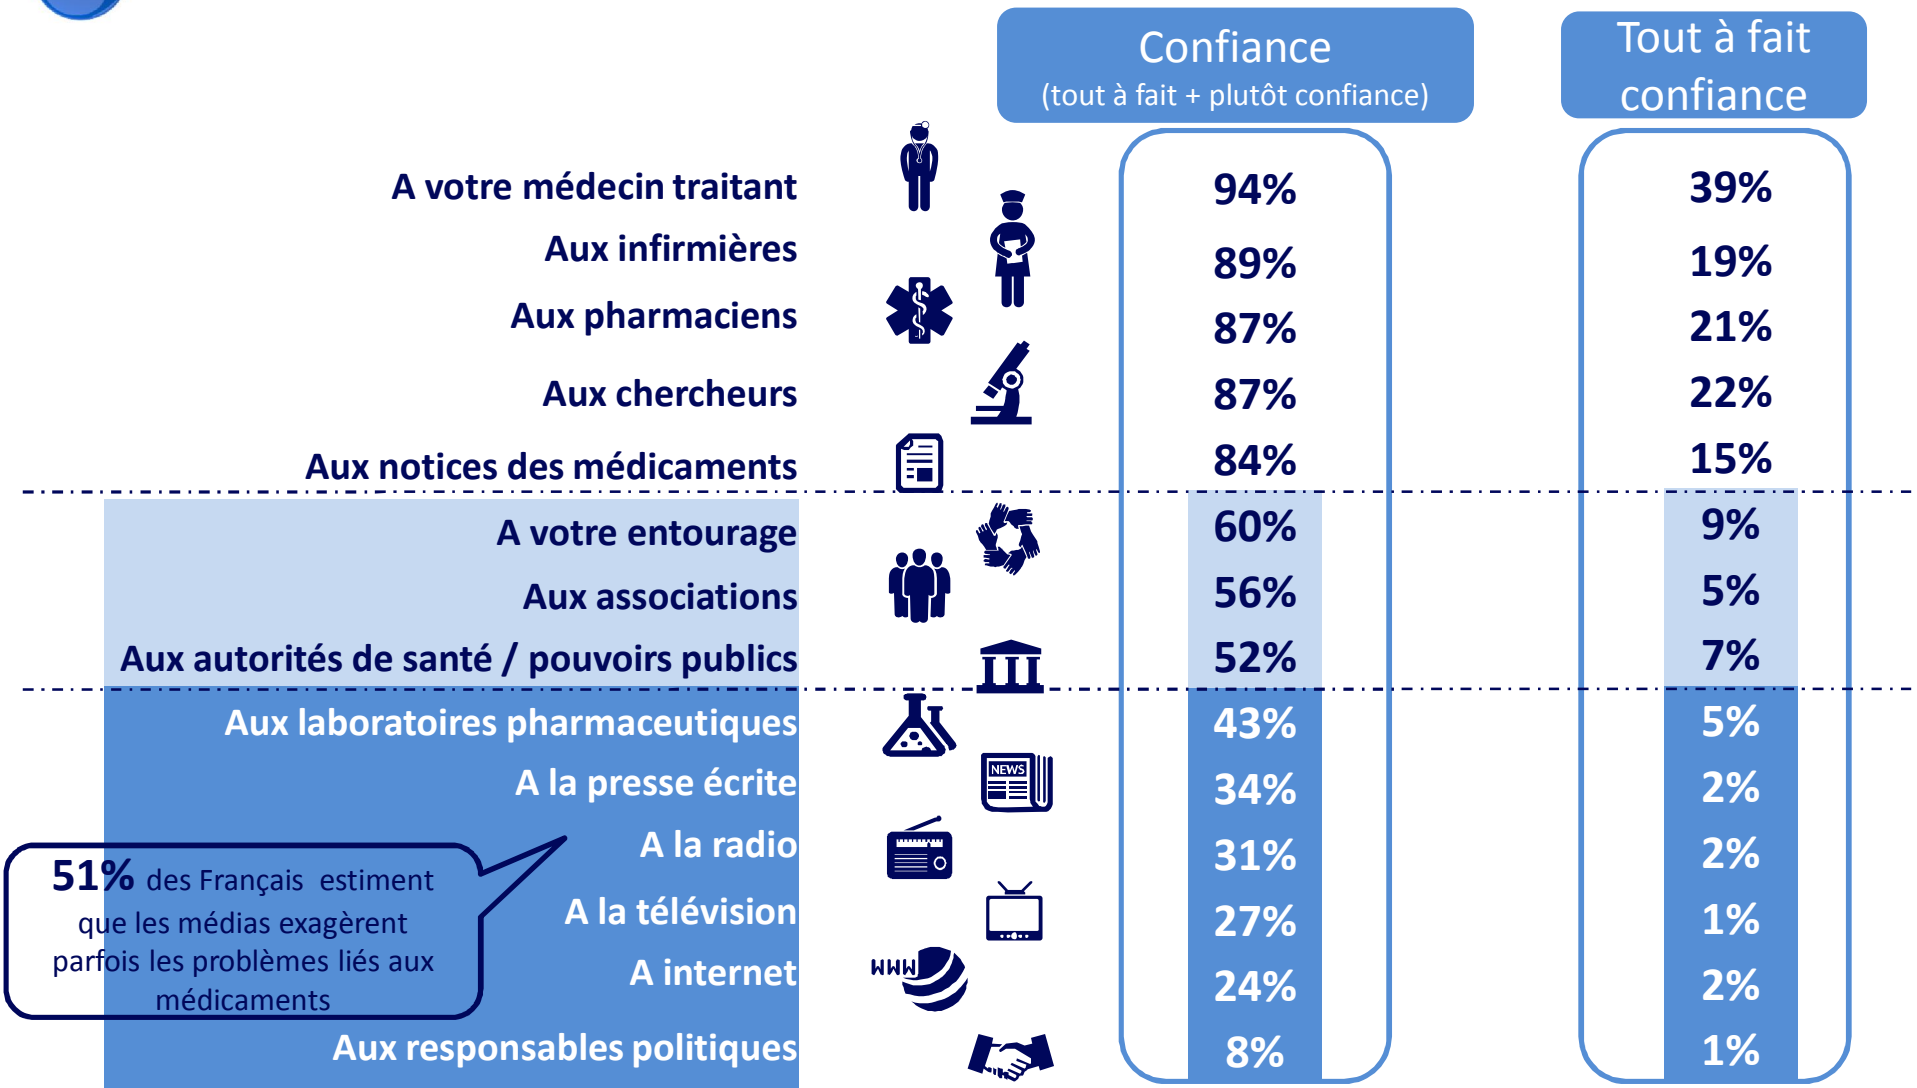 Confiance
(tout à fait + plutôt confiance)
Tout à fait
confiance
A votre médecin traitant 94% 39%
Aux infirmières 89% 19%
Aux pharmaciens 87% 21%
Aux chercheurs 87% 22%
Aux notices des médicaments 84% 15%
A votre entourage 60% 9%
Aux associations 56% 5%
Aux autorités de santé / pouvoirs publics 52% 7%
Aux laboratoires pharmaceutiques 43% 5%
NEWS
A la presse écrite 34% 2%
A la radio 31% 2%
A la télévision 27% 1%
A internet WWW 24% 2%
Aux responsables politiques 8% 1%
51% des Français estiment
que les médias exagèrent
parfois les problèmes liés aux
médicaments